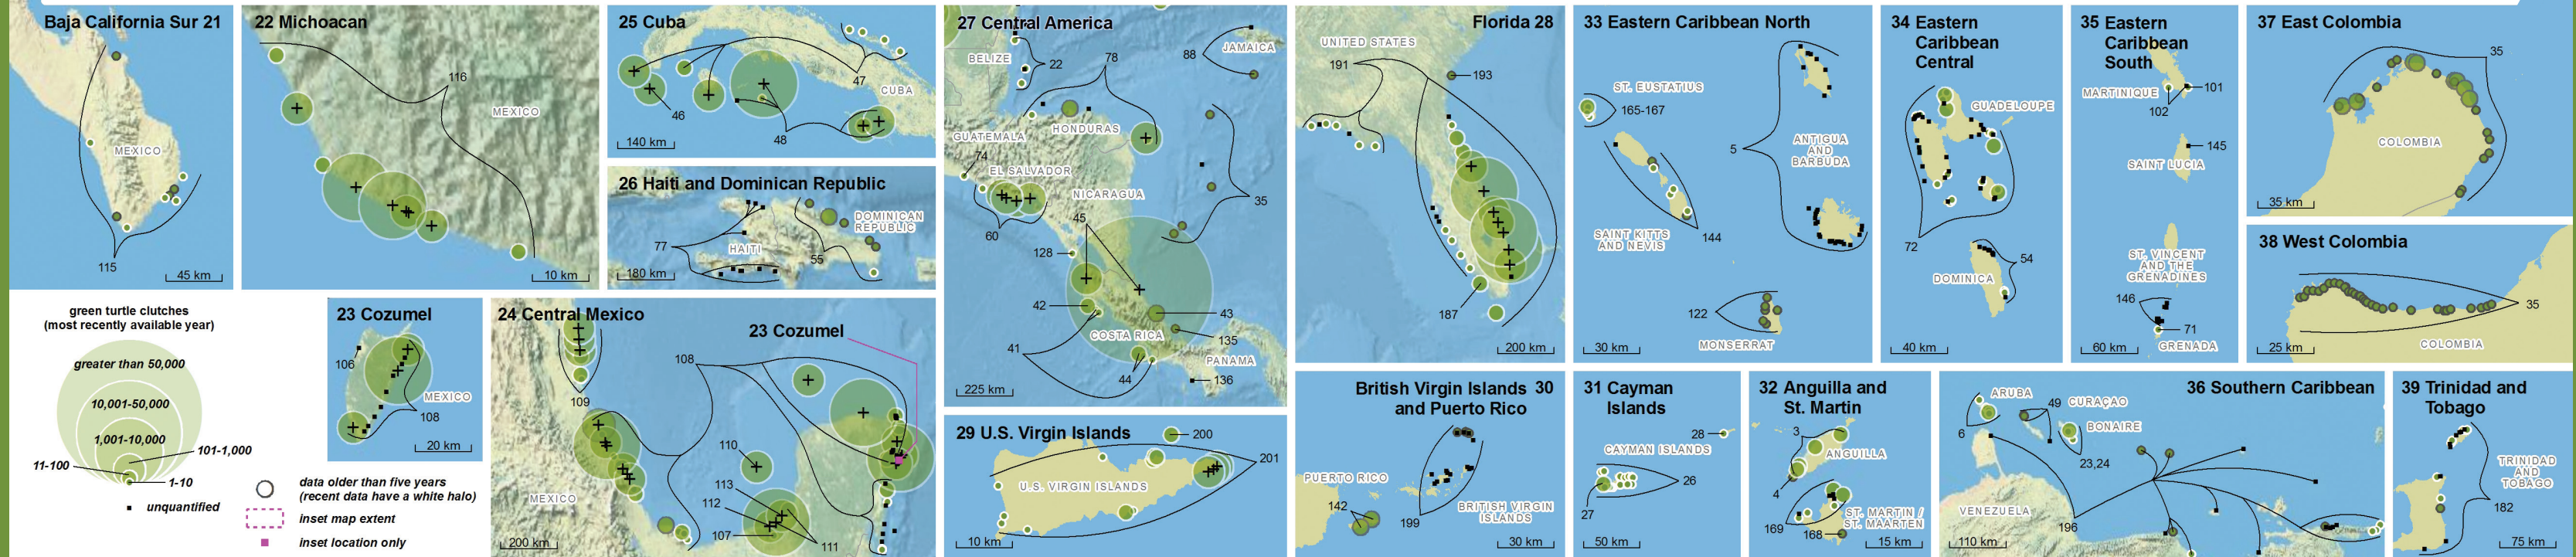 Baja California Sur 21
MEXICO
115
45 km
22 Michoacan
116
MEXICO
10 km
25 Cuba
47
CUBA
46
48
140 km
26 Haiti and Dominican Republic
DOMINICAN
REPUBLIC
77
HAITI
55
180 km
27 Central America
BELIZE
22
78
88
JAMAICA
GUATEMALA
HONDURAS
74
EL SALVADOR
NICARAGUA
35
45
60
128
42
43
COSTA RICA
135
41
PANAMA
44
136
225 km
Florida 28
UNITED STATES
191
193
187
200 km
33 Eastern Caribbean North
ST. EUSTATIUS
165-167
5
ANTIGUA
AND
BARBUDA
SAINT KITTS
AND NEVIS
144
122
MONSERRAT
30 km
34 Eastern
Caribbean
Central
GUADELOUPE
72
54
DOMINICA
40 km
35 Eastern
Caribbean
South
MARTINIQUE
101
102
145
SAINT LUCIA
ST. VINCENT
AND THE
GRENADINES
146
71
GRENADA
60 km
37 East Colombia
35
COLOMBIA
35 km
38 West Colombia
35
COLOMBIA
25 km
green turtle clutches
(most recently available year)
greater than 50,000
10,001-50,000
1,001-10,000
101-1,000
11-100
1-10
unquantified
data older than five years
(recent data have a white halo)
inset map extent
inset location only
23 Cozumel
106
MEXICO
108
20 km
24 Central Mexico
23 Cozumel
108
109
110
113
112
MEXICO
107
111
200 km
29 U.S. Virgin Islands
200
201
U.S. VIRGIN ISLANDS
10 km
British Virgin Islands 30
and Puerto Rico
PUERTO RICO
142
BRITISH VIRGIN
ISLANDS
199
30 km
31 Cayman
Islands
28
CAYMAN ISLANDS
26
27
50 km
32 Anguilla and
St. Martin
3
ANGUILLA
4
ST. MARTIN /
ST. MAARTEN
169
168
15 km
36 Southern Caribbean
ARUBA
49
CURAÇAO
BONAIRE
6
23,24
VENEZUELA
196
110 km
39 Trinidad and
Tobago
TRINIDAD
AND
TOBAGO
182
75 km